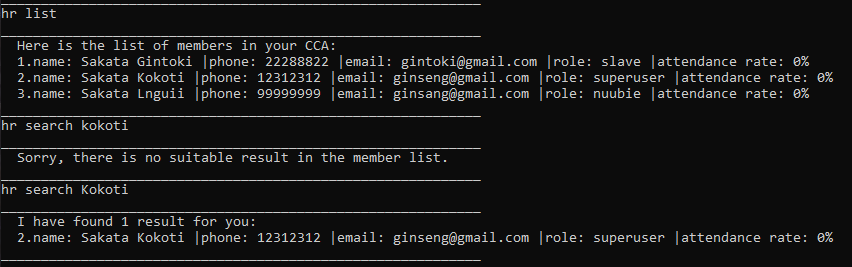 hr list
Here is the list of members in your CCA:
1.name: Sakata Gintoki |phone: 22288822 |email: gintoki@gmail.com |role: slave |attendance rate: 0%
2.name: Sakata Kokoti |phone: 12312312 |email: ginseng@gmail.com |role: superuser |attendance rate: 0%
3.name: Sakata Lnguii |phone: 99999999 |email: ginsang@gmail.com |role: nuubie |attendance rate: 0%
hr search kokoti
Sorry, there is no suitable result in the member list.
hr search Kokoti
I have found 1 result for you:
2.name: Sakata Kokoti |phone: 12312312 |email: ginseng@gmail.com |role: superuser |attendance rate: 0%